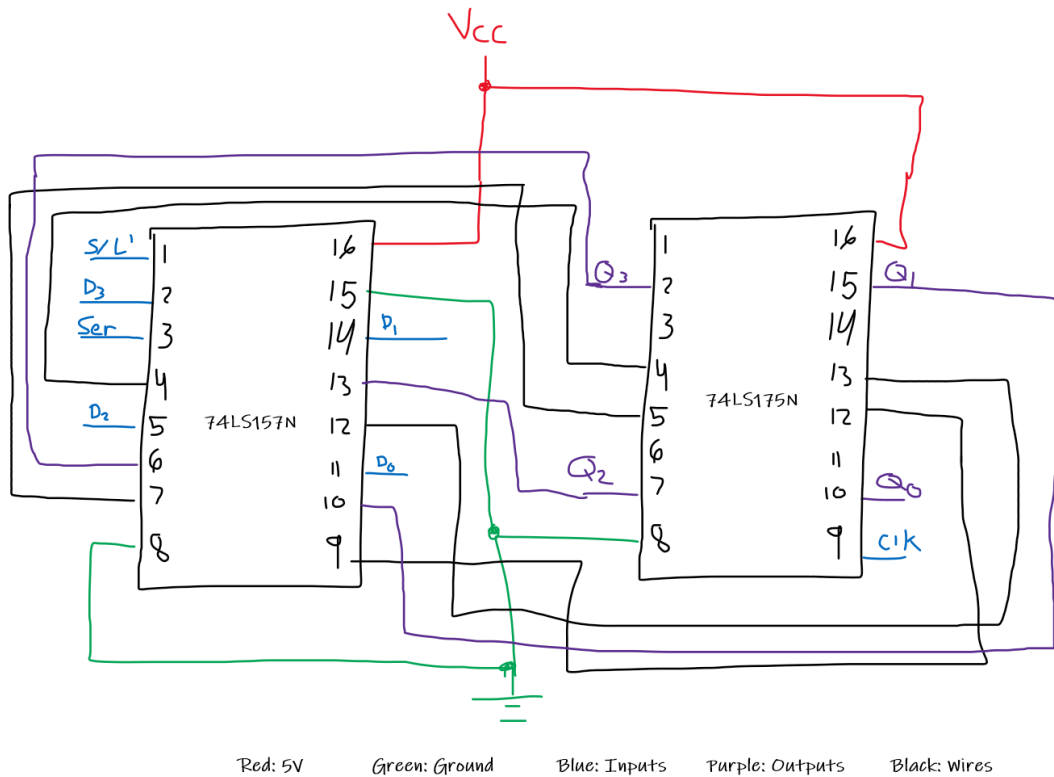 Vcc
S/L' 1 16 1 16
D3 2 15 Q3 2 15 Q1
Ser 3 14 D1 3 14
4 13 4 13
D2 5 74LS157N 12 5 74LS175N 12
6 11 D0 6 11
7 10 Q2 7 10 Q0
8 9 8 9 Clk
Red: 5V Green: Ground Blue: Inputs Purple: Outputs Black: Wires